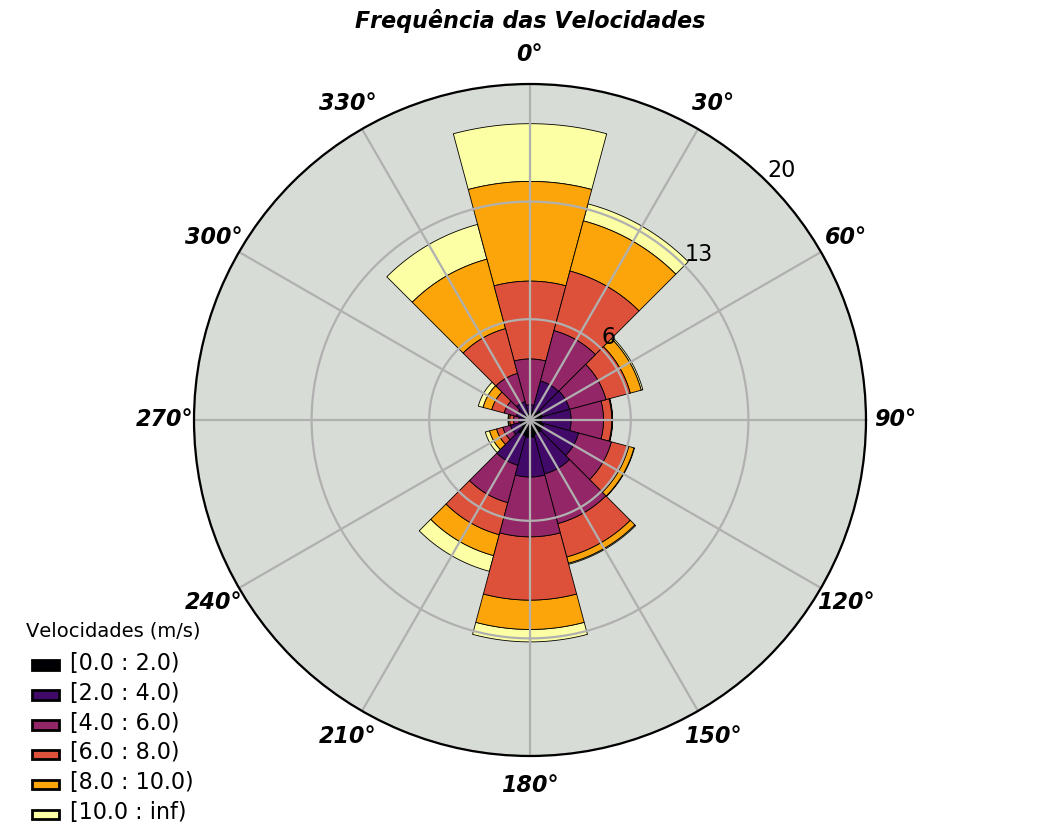 Frequência das Velocidades
0°
330°
30°
20
300°
60°
13
6
270°
90°
240°
120°
210°
150°
180°
Velocidades (m/s)
[0.0 : 2.0)
[2.0 : 4.0)
[4.0 : 6.0)
[6.0 : 8.0)
[8.0 : 10.0)
[10.0 : inf)